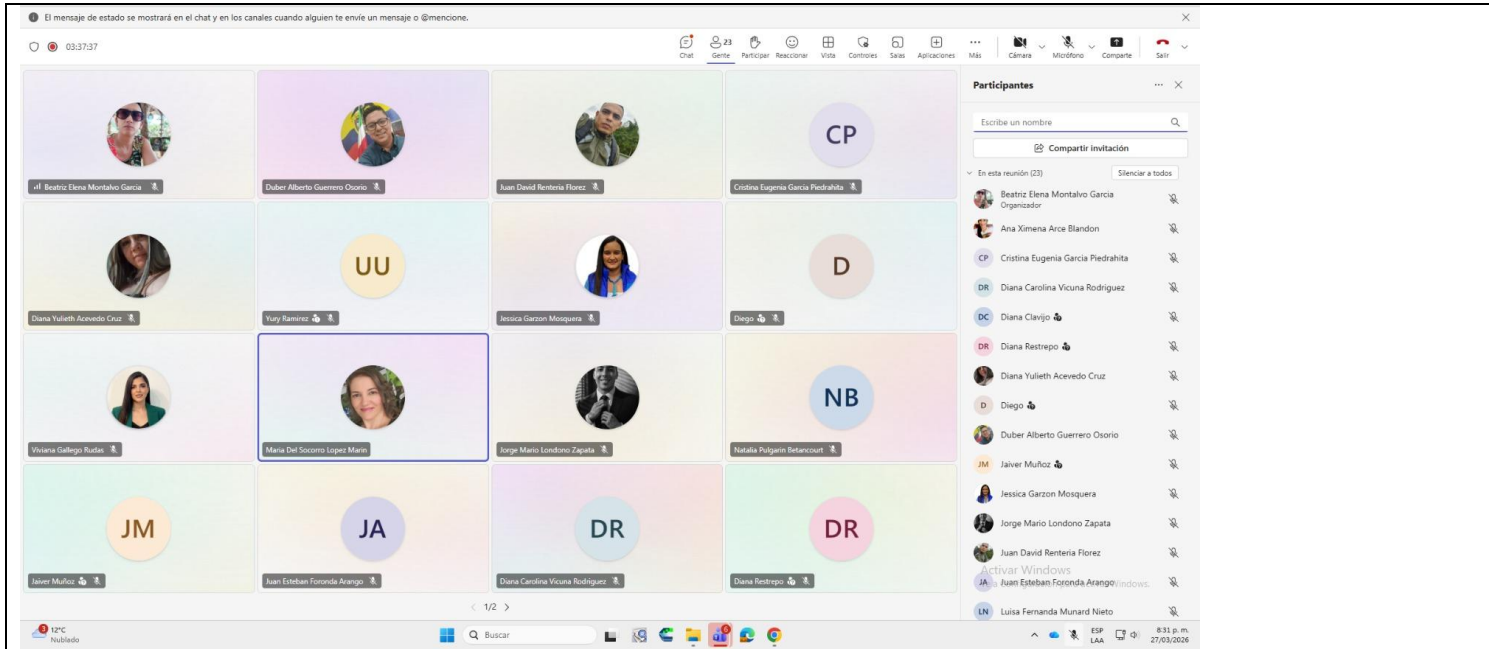 El mensaje de estado se mostrará en el chat y en los canales cuando alguien te envíe un mensaje o @mencione.
03:37:37
23
Chat Gente Participar Reaccionar Vista Controles Salas Aplicaciones Más Cámara Micrófono Comparte Salir
CP
Beatriz Elena Montalvo Garcia
Duber Alberto Guerrero Osorio
Juan David Renteria Florez
Cristina Eugenia Garcia Piedrahita
UU
D
Diana Yulieth Acevedo Cruz
Yury Ramirez
Jessica Garzon Mosquera
Diego
NB
Viviana Gallego Rudas
Maria Del Socorro Lopez Marin
Jorge Mario Londono Zapata
Natalia Pulgarin Betancourt
JM
JA
DR
DR
Jaiver Muñoz
Juan Esteban Foronda Arango
Diana Carolina Vicuna Rodriguez
Diana Restrepo
1/2
Participantes
Escribe un nombre
Compartir invitación
En esta reunión (23)
Silenciar a todos
Beatriz Elena Montalvo Garcia
Organizador
Ana Ximena Arce Blandon
CP Cristina Eugenia Garcia Piedrahita
DR Diana Carolina Vicuna Rodriguez
DC Diana Clavijo
DR Diana Restrepo
Diana Yulieth Acevedo Cruz
D Diego
Duber Alberto Guerrero Osorio
JM Jaiver Muñoz
Jessica Garzon Mosquera
Jorge Mario Londono Zapata
Juan David Renteria Florez
Activar Windows
JA Juan Esteban Foronda Arango
Windows.
LN Luisa Fernanda Munard Nieto
3
12°C
Nublado
Buscar
6
ESP
LAA
8:31 p. m.
27/03/2026